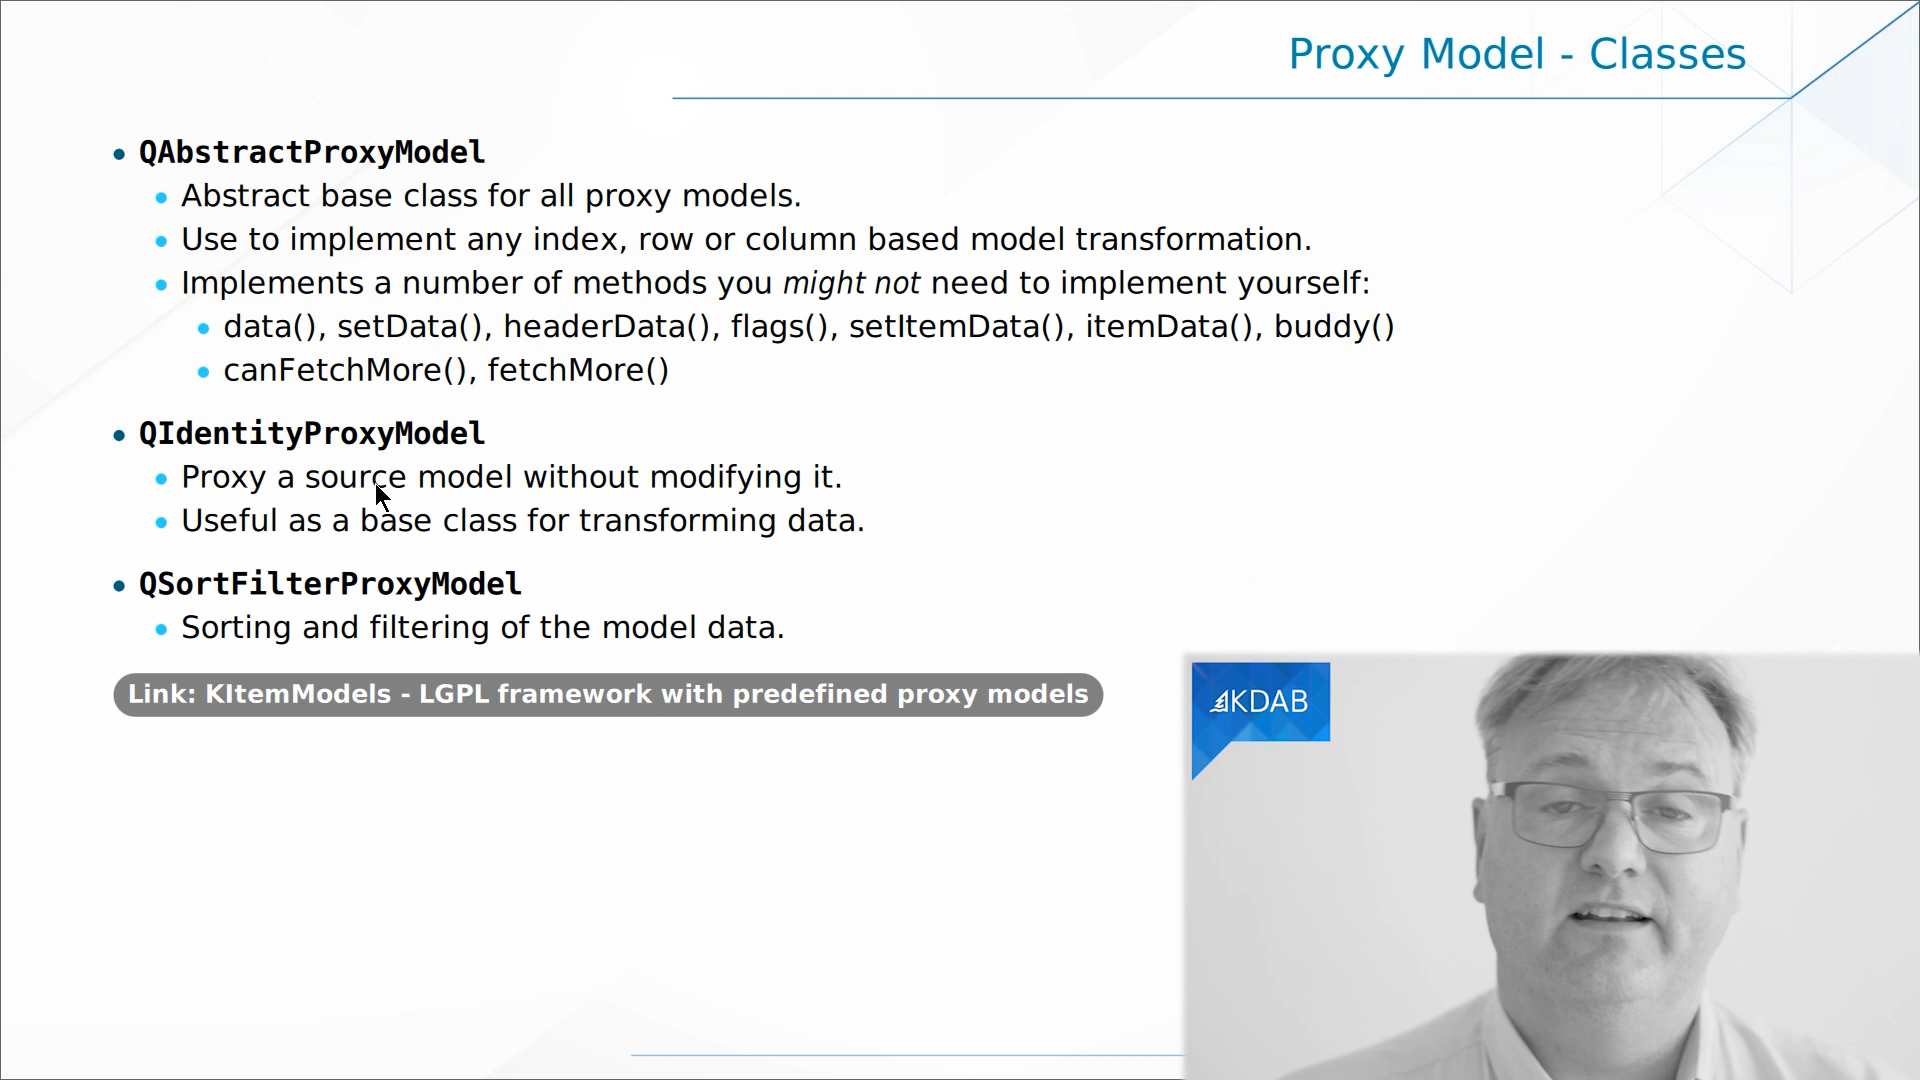 Proxy Model - Classes
QAbstractProxyModel
Abstract base class for all proxy models.
Use to implement any index, row or column based model transformation.
Implements a number of methods you might not need to implement yourself:
data(), setData(), headerData(), flags(), setItemData(), itemData(), buddy()
canFetchMore(), fetchMore()
QIdentityProxyModel
Proxy a source model without modifying it.
Useful as a base class for transforming data.
QSortFilterProxyModel
Sorting and filtering of the model data.
Link: KItemModels - LGPL framework with predefined proxy models
KDAB